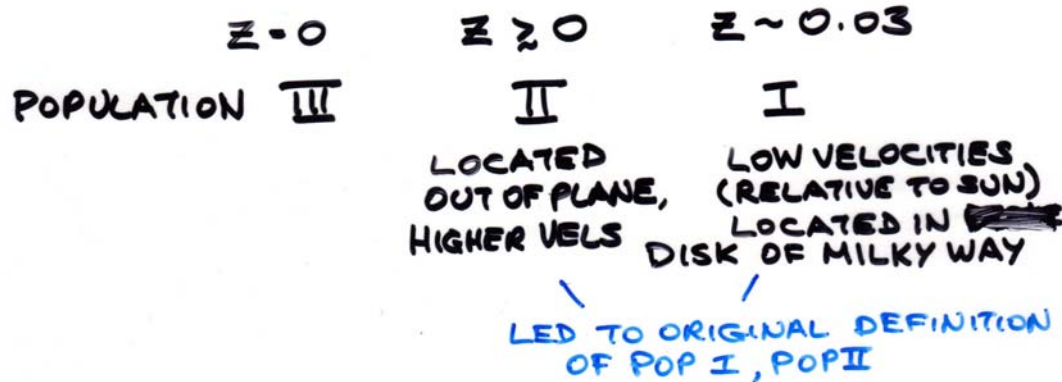 Z = 0 Z ≳ 0 Z ~ 0.03
POPULATION III II I
LOCATED
OUT OF PLANE,
HIGHER VELS
LOW VELOCITIES
(RELATIVE TO SUN)
LOCATED IN
DISK OF MILKY WAY
LED TO ORIGINAL DEFINITION
OF POP I, POP II